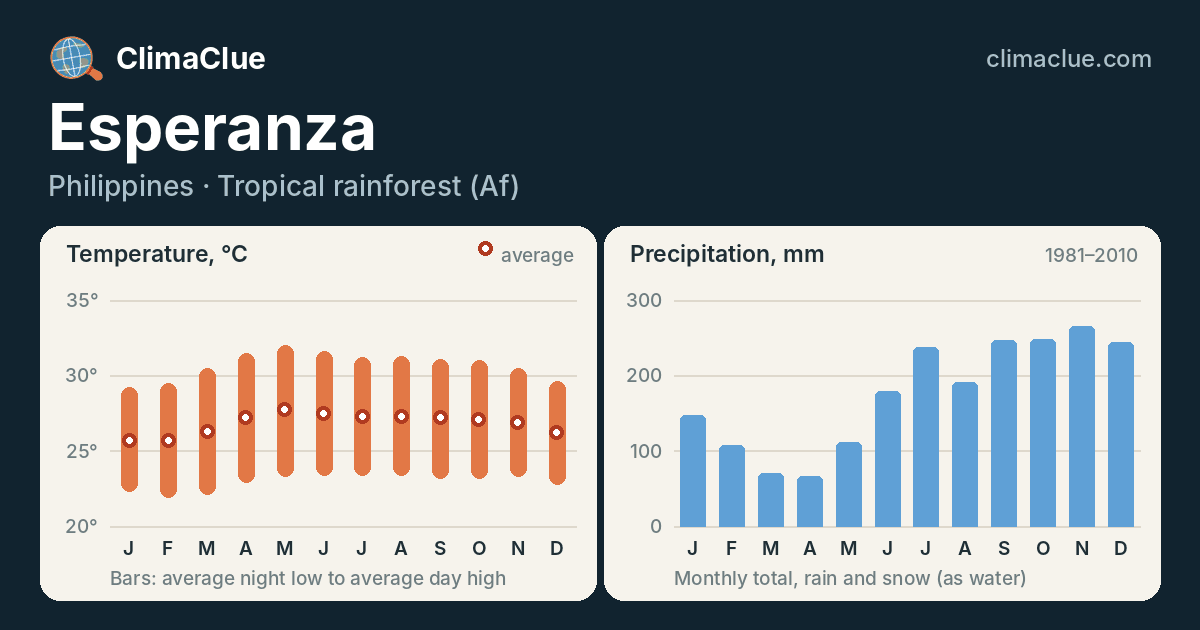 ClimaClue
climaclue.com
Esperanza
Philippines · Tropical rainforest (Af)
Temperature, °C
average
35°
30°
25°
20°
J F M A M J J A S O N D
Bars: average night low to average day high
Precipitation, mm
1981–2010
300
200
100
0
J F M A M J J A S O N D
Monthly total, rain and snow (as water)